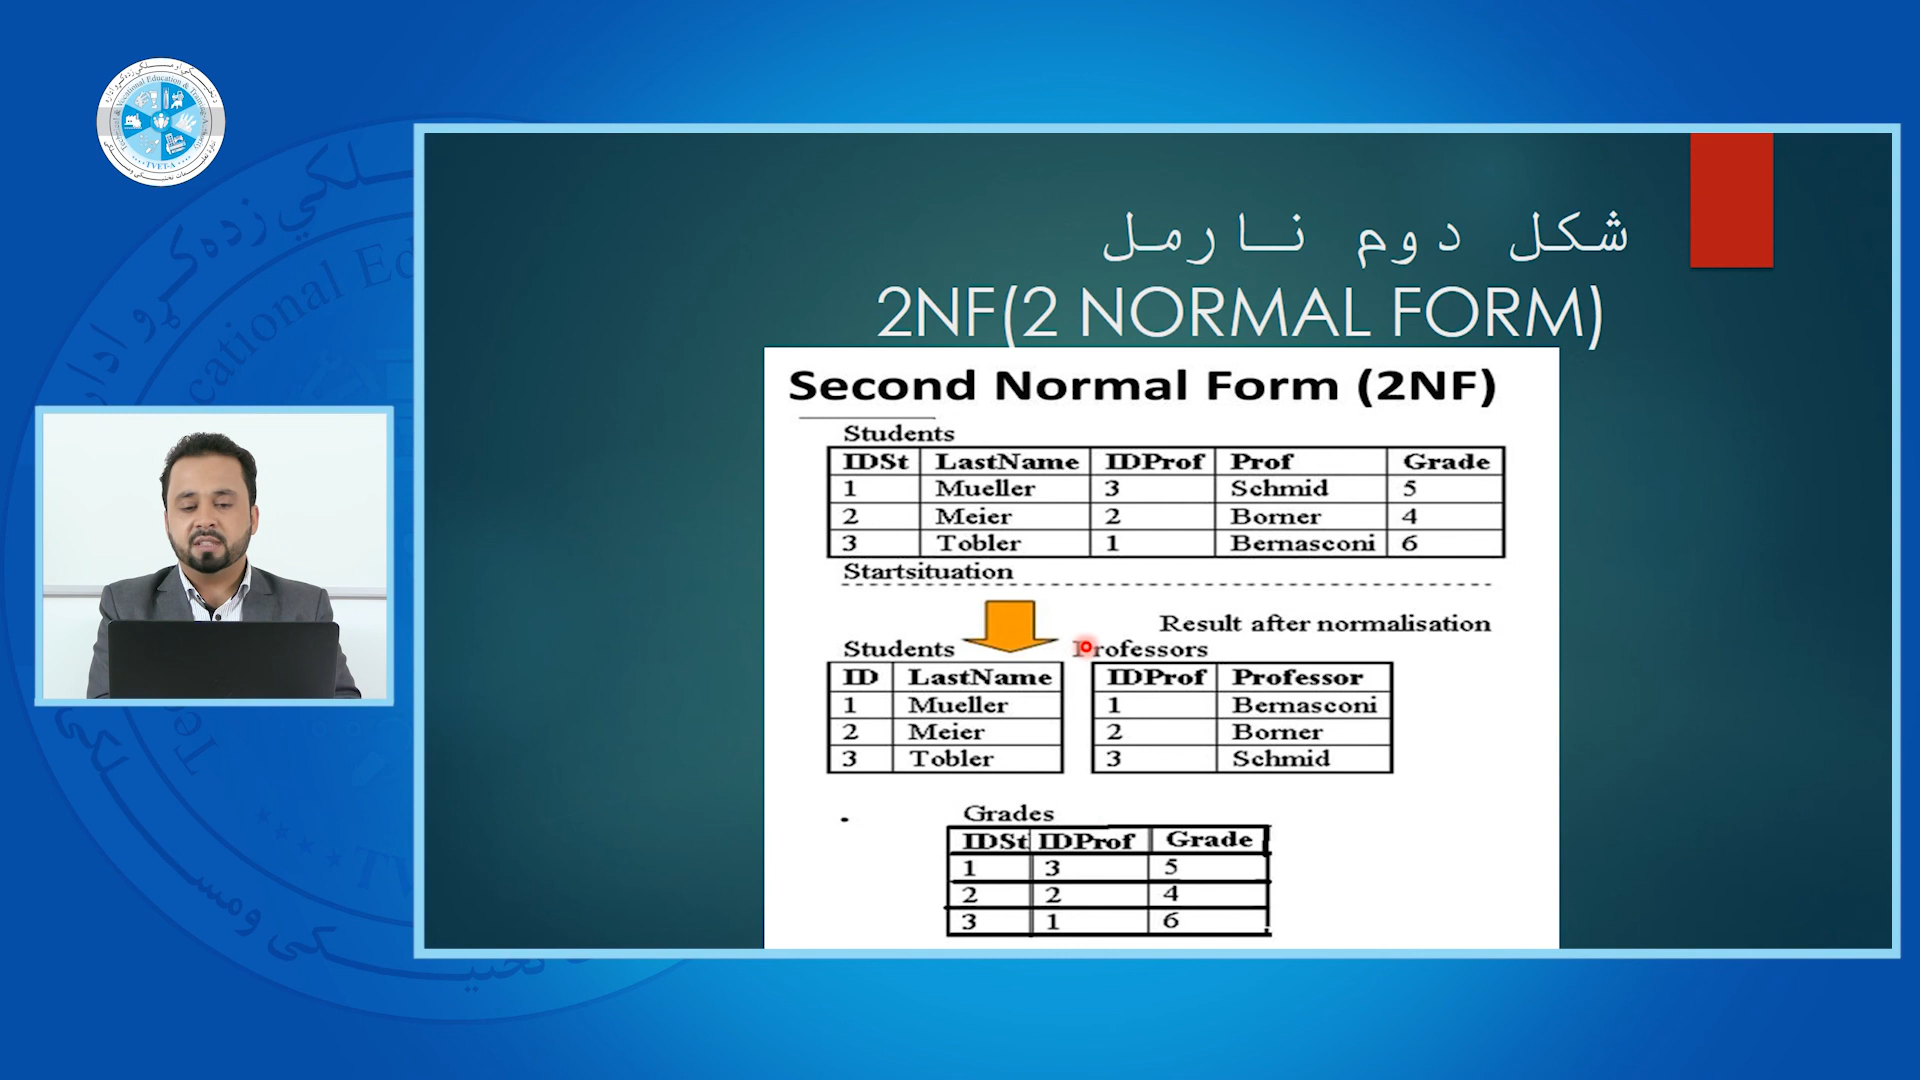 شکل دوم نارمل
2NF(2 NORMAL FORM)
Second Normal Form (2NF)
Students
IDSt LastName IDProf Prof Grade
1 Mueller 3 Schmid 5
2 Meier 2 Borner 4
3 Tobler 1 Bernasconi 6
Startsituation
Result after normalisation
Students Professors
ID LastName IDProf Professor
1 Mueller 1 Bernasconi
2 Meier 2 Borner
3 Tobler 3 Schmid
Grades
IDSt IDProf Grade
1 3 5
2 2 4
3 1 6
TVET-A